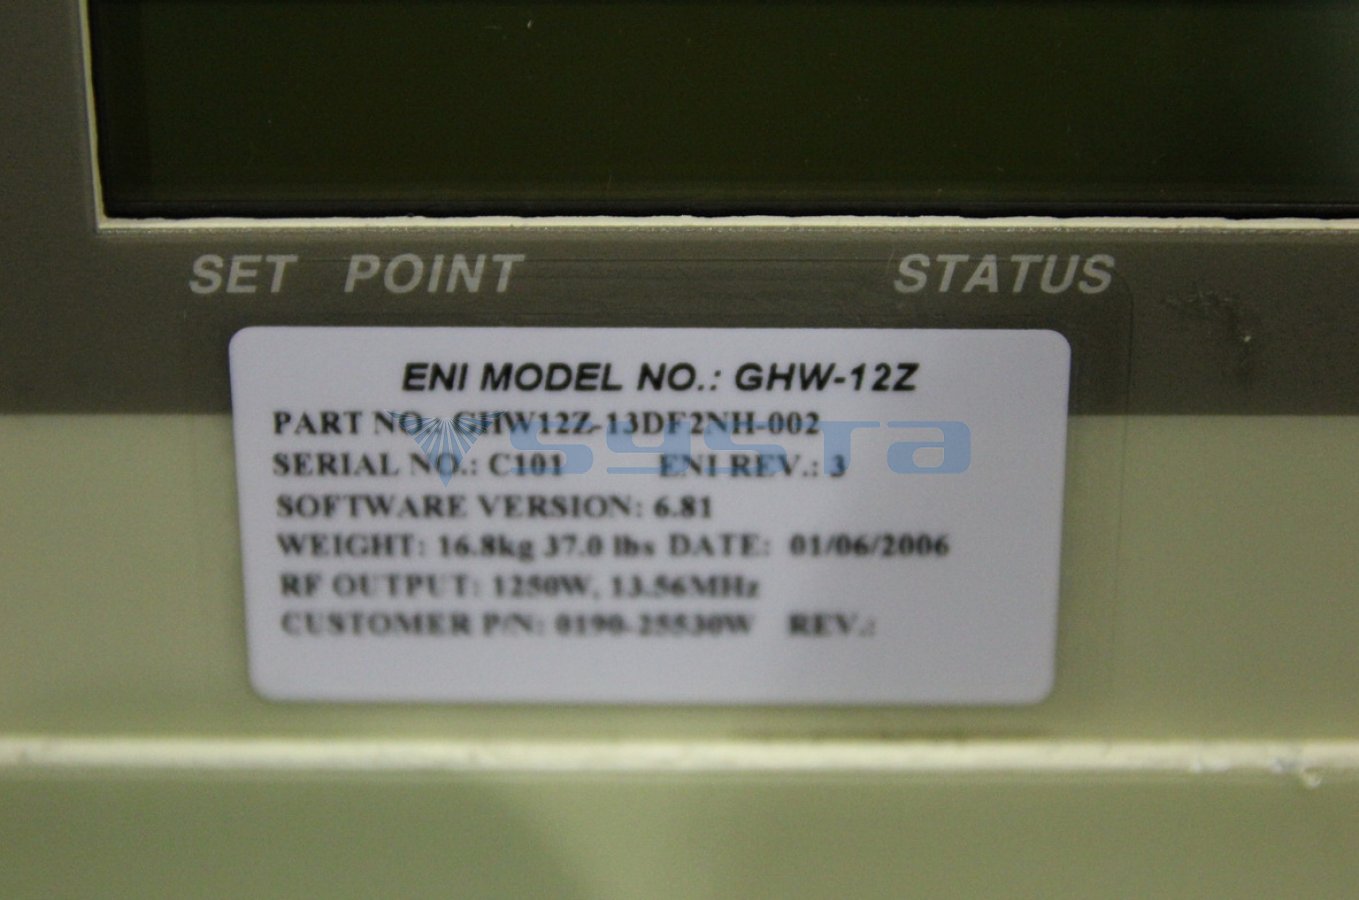 SET POINT STATUS
ENI MODEL NO.: GHW-12Z
PART NO.: GHW12Z-13DF2NH-002
systa
SERIAL NO.: C101 ENI REV.: 3
SOFTWARE VERSION: 6.81
WEIGHT: 16.8kg 37.0 lbs DATE: 01/06/2006
RF OUTPUT: 1250W, 13.56MHz
CUSTOMER P/N: 0190-25530W REV.: